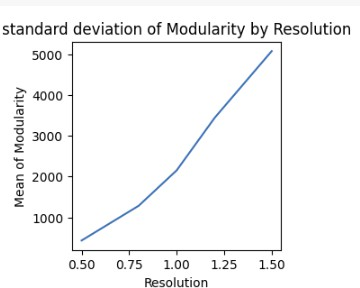 standard deviation of Modularity by Resolution
5000
4000
3000
2000
1000
Mean of Modularity
0.50 0.75 1.00 1.25 1.50
Resolution